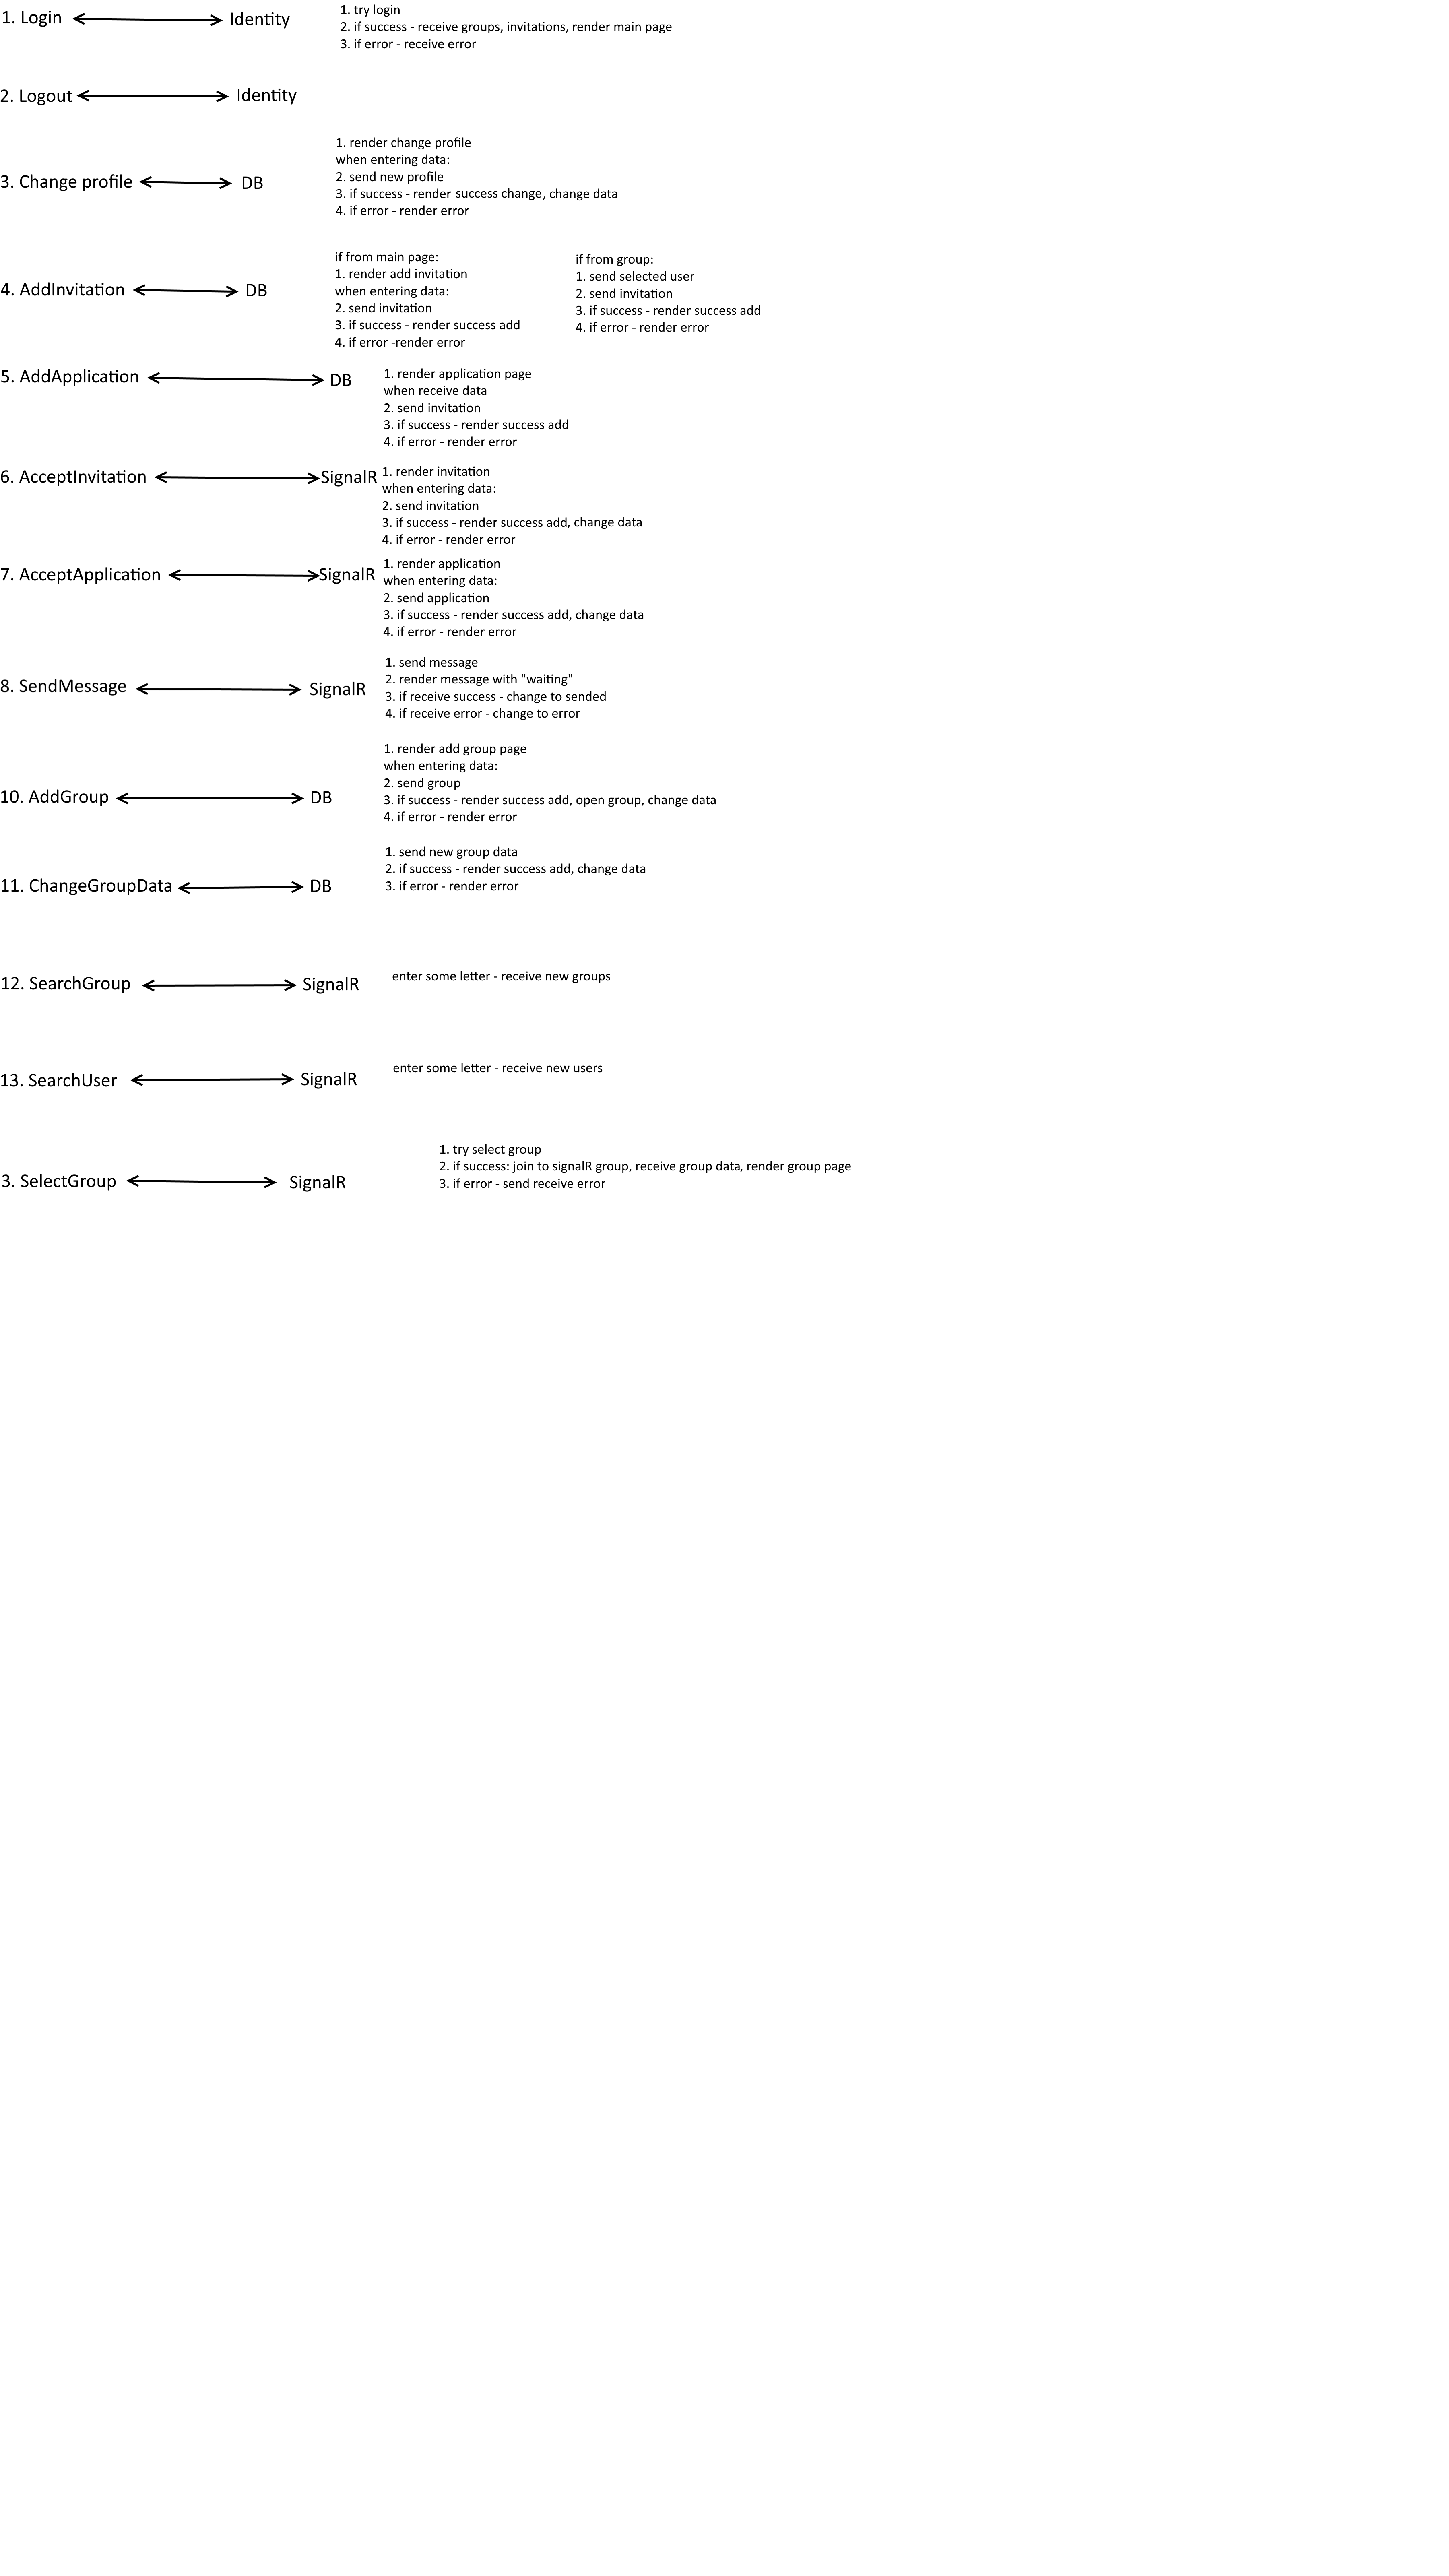 1. Login Identity
1. try login
2. if success - receive groups, invitations, render main page
3. if error - receive error
2. Logout Identity
3. Change profile DB
1. render change profile
when entering data:
2. send new profile
3. if success - render success change, change data
4. if error - render error
4. AddInvitation DB
if from main page:
1. render add invitation
when entering data:
2. send invitation
3. if success - render success add
4. if error -render error
if from group:
1. send selected user
2. send invitation
3. if success - render success add
4. if error - render error
5. AddApplication DB
1. render application page
when receive data
2. send invitation
3. if success - render success add
4. if error - render error
6. AcceptInvitation SignalR
1. render invitation
when entering data:
2. send invitation
3. if success - render success add, change data
4. if error - render error
7. AcceptApplication SignalR
1. render application
when entering data:
2. send application
3. if success - render success add, change data
4. if error - render error
8. SendMessage SignalR
1. send message
2. render message with "waiting"
3. if receive success - change to sended
4. if receive error - change to error
10. AddGroup DB
1. render add group page
when entering data:
2. send group
3. if success - render success add, open group, change data
4. if error - render error
11. ChangeGroupData DB
1. send new group data
2. if success - render success add, change data
3. if error - render error
12. SearchGroup SignalR
enter some letter - receive new groups
13. SearchUser SignalR
enter some letter - receive new users
3. SelectGroup SignalR
1. try select group
2. if success: join to signalR group, receive group data, render group page
3. if error - send receive error